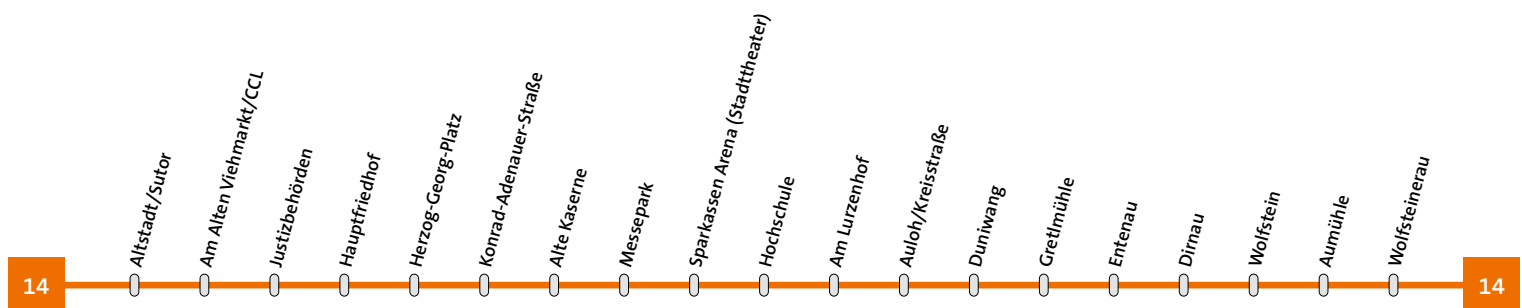 14
Altstadt/Sutor
Am Alten Viehmarkt/CCL
Justizbehörden
Hauptfriedhof
Herzog-Georg-Platz
Konrad-Adenauer-Straße
Alte Kaserne
Messepark
Sparkassen Arena (Stadttheater)
Hochschule
Am Lurzenhof
Auloh/Kreisstraße
Duniwang
Gretlmühle
Entenau
Dirnau
Wolfstein
Aumühle
Wolfsteinerau
14